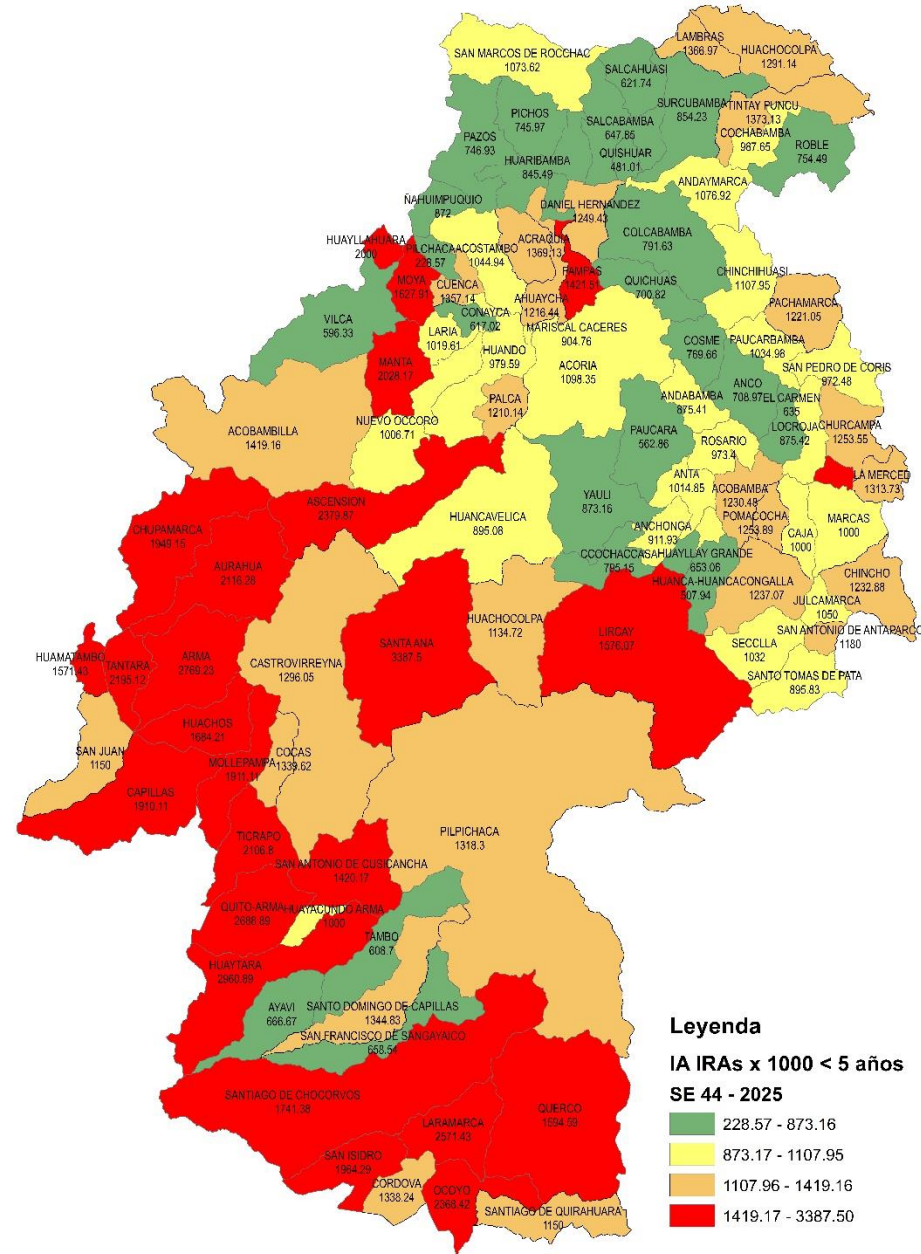 LAMBRAS
1366.97
HUACHOCOLPA
1291.14
SAN MARCOS DE ROCCHAC
1073.62
SALCAHUASI
621.74
SURCUBAMBA
854.23
TINTAY PUNCU
1373.13
PICHOS
745.97
SALCABAMBA
647.85
COCHABAMBA
987.65
ROBLE
754.49
PAZOS
746.93
QUISHUAR
481.01
HUARIBAMBA
845.49
ANDAYMARCA
1076.92
ÑAHUIMPUQUIO
872
DANIEL HERNANDEZ
1249.43
COLCABAMBA
791.63
HUAYLLAHUARA
2000
PILCHACA
228.57
ACOSTAMBO
1044.94
ACRAQUIA
1369.13
PAMPAS
1421.51
CHINCHIHUASI
1107.95
MOYA
1627.91
CUENCA
1357.14
QUICHUAS
700.82
PACHAMARCA
1221.05
CONAYCA
617.02
AHUAYCHA
1216.44
VILCA
596.33
LARIA
1019.61
MARISCAL CACERES
904.76
COSME
769.66
PAUCARBAMBA
1034.98
HUANDO
979.59
MANTA
2028.17
ACORIA
1098.35
SAN PEDRO DE CORIS
972.48
ANCO
708.97
EL CARMEN
635
ANDABAMBA
875.41
PALCA
1210.14
NUEVO OCCORO
1006.71
LOCROJA
875.42
CHURCAMPA
1253.55
PAUCARA
562.86
ROSARIO
973.4
ACOBAMBILLA
1419.16
ANTA
1014.85
LA MERCED
1313.73
YAULI
873.16
ACOBAMBA
1230.48
ASCENSION
2379.87
HUANCAVELICA
895.08
POMACOCHA
1253.89
MARCAS
1000
CAJA
1000
ANCHONGA
911.93
CHUPAMARCA
1949.15
CCOCHACCASA
795.15
HUAYLLAY GRANDE
653.06
AURAHUA
2116.28
HUANCA-HUANCA
507.94
CONGALLA
1237.07
CHINCHO
1232.88
JULCAMARCA
1050
HUACHOCOLPA
1134.72
LIRCAY
1576.07
SAN ANTONIO DE ANTAPARCO
1180
SANTA ANA
3387.5
SECCLLA
1032
HUAMATAMBO
1571.43
TANTARA
2195.12
ARMA
2769.23
CASTROVIRREYNA
1296.05
SANTO TOMAS DE PATA
895.83
HUACHOS
1684.21
SAN JUAN
1150
COCAS
1339.62
MOLLEPAMPA
1911.11
CAPILLAS
1910.11
TICRAPO
2106.8
PILPICHACA
1318.3
SAN ANTONIO DE CUSICANCHA
1420.17
QUITO-ARMA
2688.89
HUAYACUNDO ARMA
1000
TAMBO
608.7
HUAYTARA
2960.89
AYAVI
666.67
SANTO DOMINGO DE CAPILLAS
1344.83
SAN FRANCISCO DE SANGAYAICO
658.54
SANTIAGO DE CHOCORVOS
1741.38
QUERCO
1594.59
LARAMARCA
2571.43
SAN ISIDRO
1964.29
CORDOVA
1338.24
OCOYO
2368.42
SANTIAGO DE QUIRAHUARA
1150
Leyenda
IA IRAs x 1000 < 5 años
SE 44 - 2025
228.57 - 873.16
873.17 - 1107.95
1107.96 - 1419.16
1419.17 - 3387.50